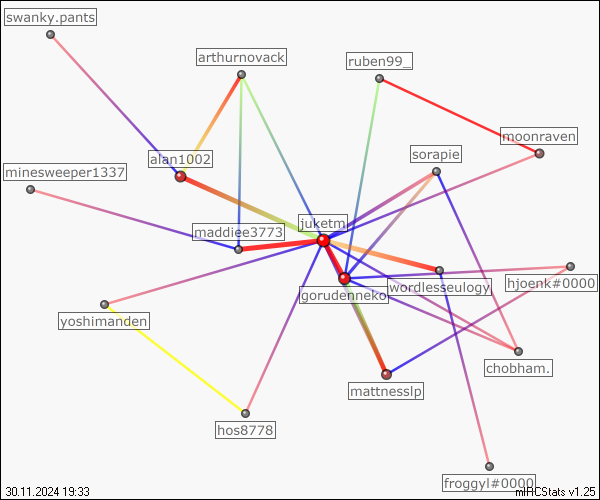 swanky.pants
arthurnovack
ruben99_
moonraven
alan1002
sorapie
minesweeper1337
juketmi
maddiee3773
wordlesseulogy
hjoenk#0000
gorudenneko
yoshimanden
chobham.
mattnesslp
hos8778
froggyl#0000
30.11.2024 19:33
mIRCStats v1.25